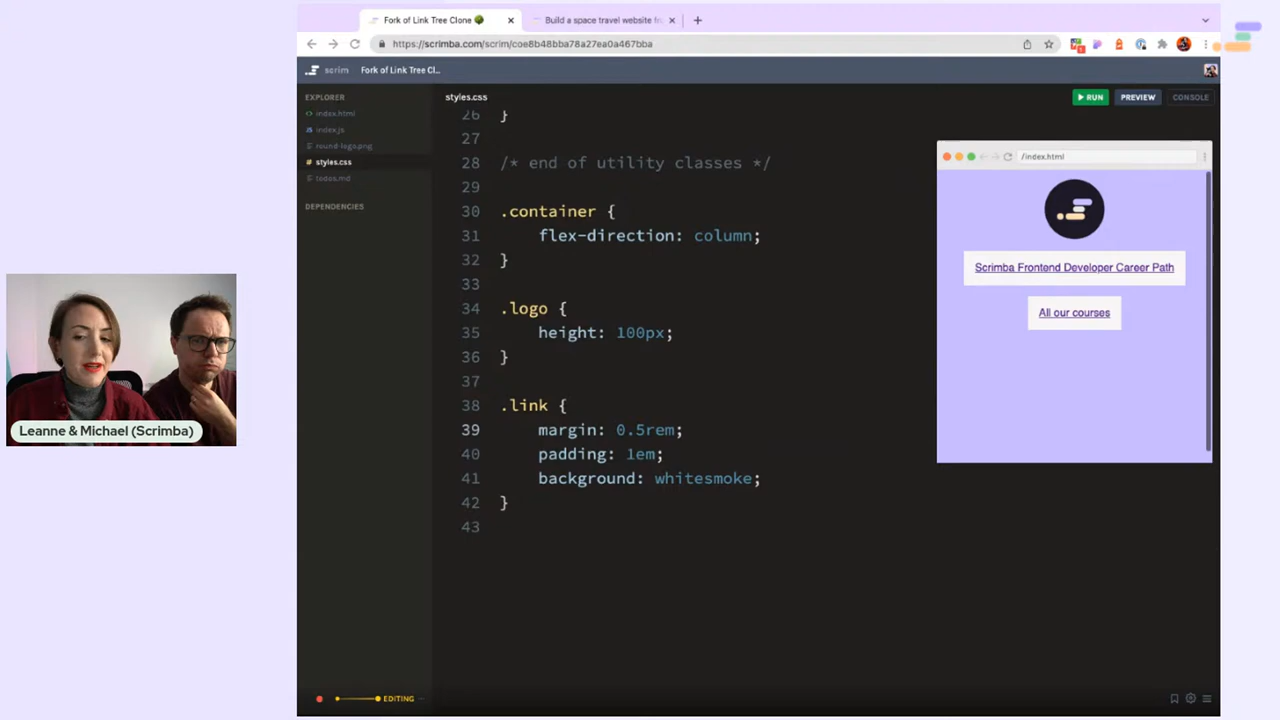 Fork of Link Tree Clone 🌳
Build a space travel website fr
https://scrimba.com/scrim/coe8b48bba78a27ea0a467bba
scrim Fork of Link Tree Cl...
EXPLORER
index.html
index.js
round-logo.png
styles.css
todos.md
DEPENDENCIES
styles.css
RUN PREVIEW CONSOLE
26 }
27
28 /* end of utility classes */
29
30 .container {
31 flex-direction: column;
32 }
33
34 .logo {
35 height: 100px;
36 }
37
38 .link {
39 margin: 0.5rem;
40 padding: 1em;
41 background: whitesmoke;
42 }
43
/index.html
Scrimba Frontend Developer Career Path
All our courses
Leanne & Michael (Scrimba)
EDITING